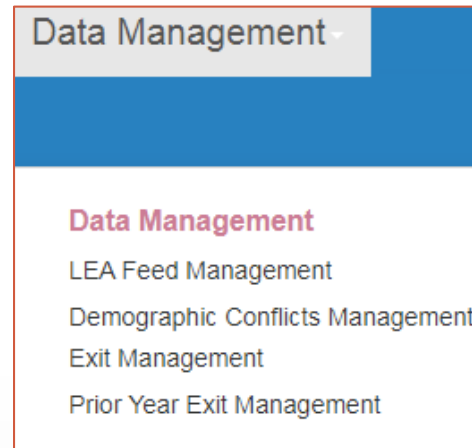 Data Management
Data Management
LEA Feed Management
Demographic Conflicts Management
Exit Management
Prior Year Exit Management